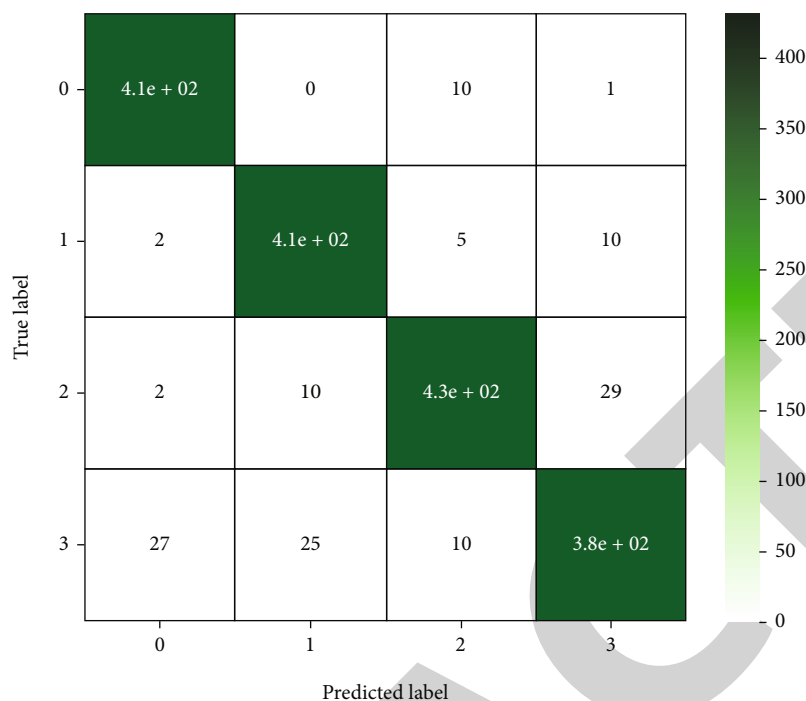 0 4.1e + 02 0 10 1
1 2 4.1e + 02 5 10
2 2 10 4.3e + 02 29
3 27 25 10 3.8e + 02
0 1 2 3
Predicted label
True label
400
350
300
250
200
150
100
50
0